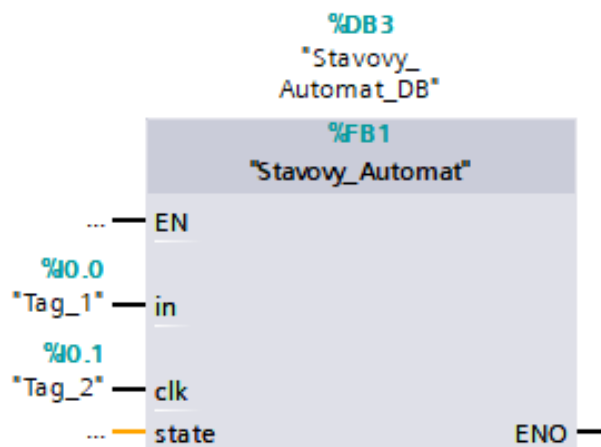 %DB3
"Stavovy_
Automat_DB"
%FB1
"Stavovy_Automat"
... EN
%I0.0
"Tag_1" in
%I0.1
"Tag_2" clk
... state ENO